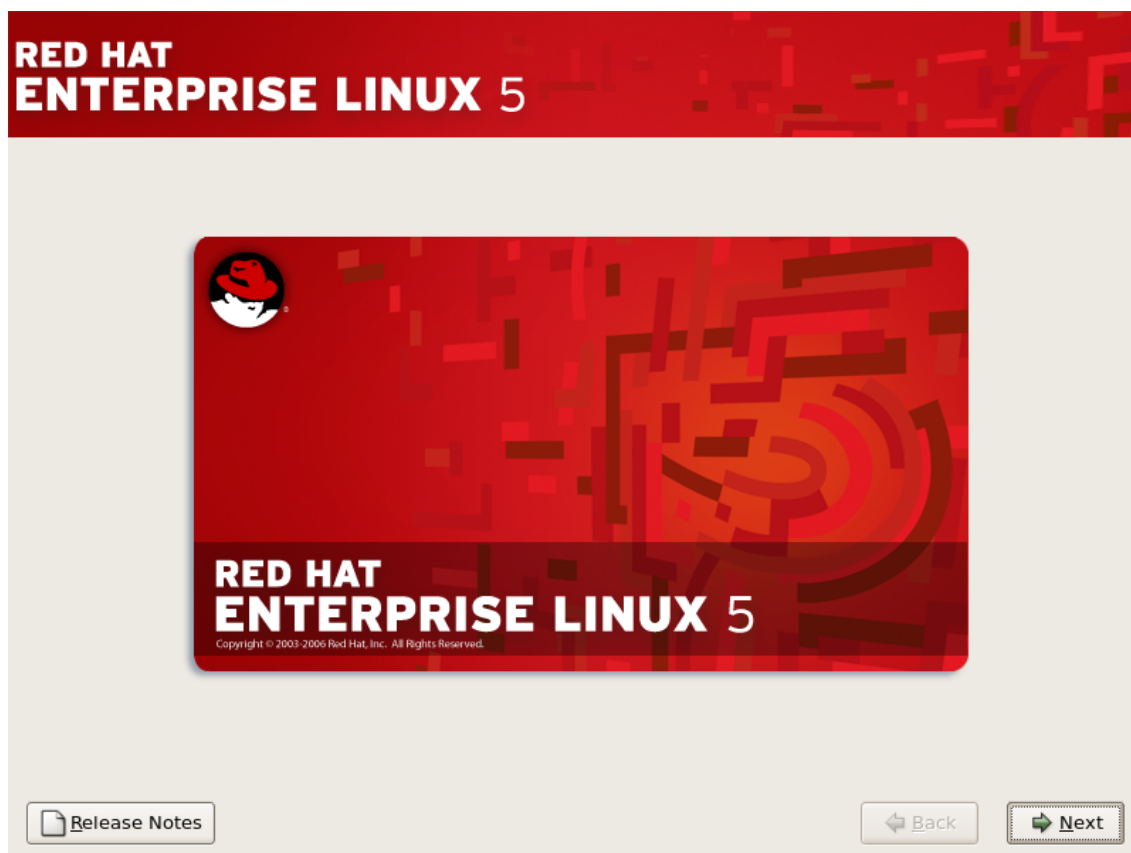 RED HAT
ENTERPRISE LINUX 5
®
RED HAT
ENTERPRISE LINUX 5
Copyright © 2003-2006 Red Hat, Inc. All Rights Reserved.
Release Notes
Back
Next